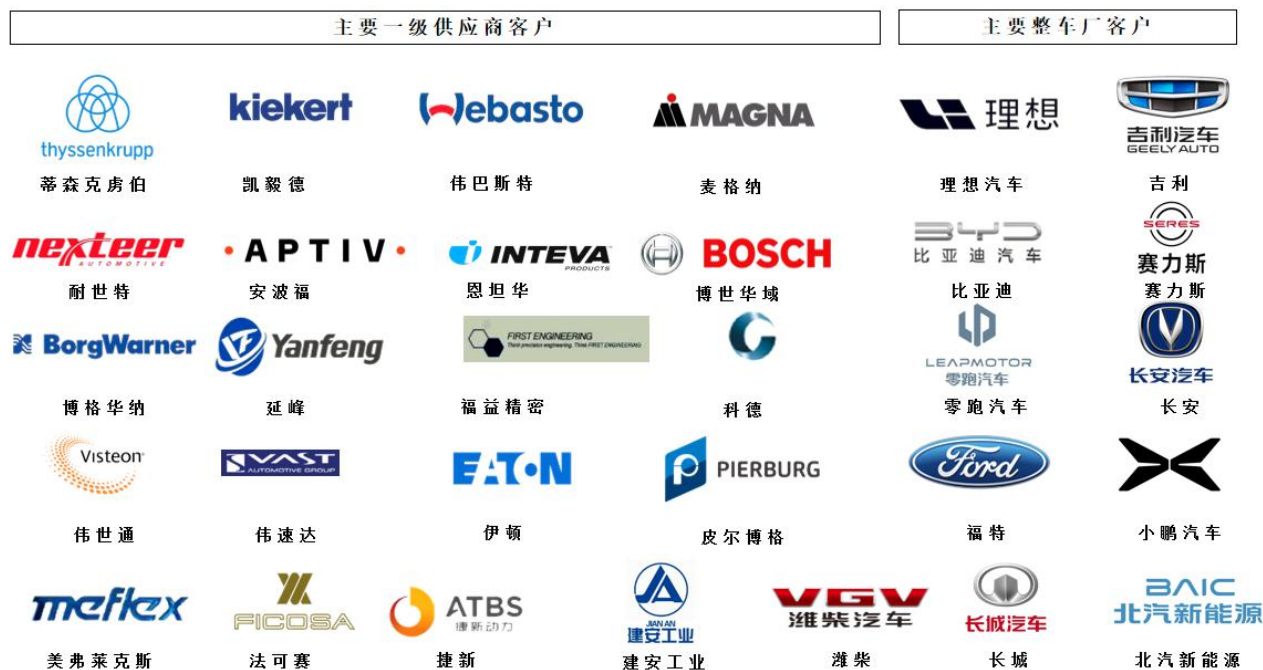 主要一级供应商客户
主要整车厂客户
thyssenkrupp
kiekert
Webasto
MAGNA
理想
吉利汽车
GEELY AUTO
蒂森克虏伯
凯毅德
伟巴斯特
麦格纳
理想汽车
吉利
nexteer
AUTOMOTIVE
APTIV
INTEVA
PRODUCTS
BOSCH
BYD
比亚迪汽车
SERES
赛力斯
耐世特
安波福
恩坦华
博世华域
比亚迪
赛力斯
BorgWarner
Yanfeng
FIRST ENGINEERING
Think precision engineering. Think FIRST ENGINEERING
LEAPMOTOR
零跑汽车
长安汽车
博格华纳
延峰
福益精密
科德
零跑汽车
长安
Visteon
VAST
AUTOMOTIVE GROUP
EATON
PIERBURG
Ford
伟世通
伟速达
伊顿
皮尔博格
福特
小鹏汽车
meflex
FICOSA
ATBS
捷新动力
JIAN AN
建安工业
VGV
潍柴汽车
长城汽车
BAIC
北汽新能源
美弗莱克斯
法可赛
捷新
建安工业
潍柴
长城
北汽新能源